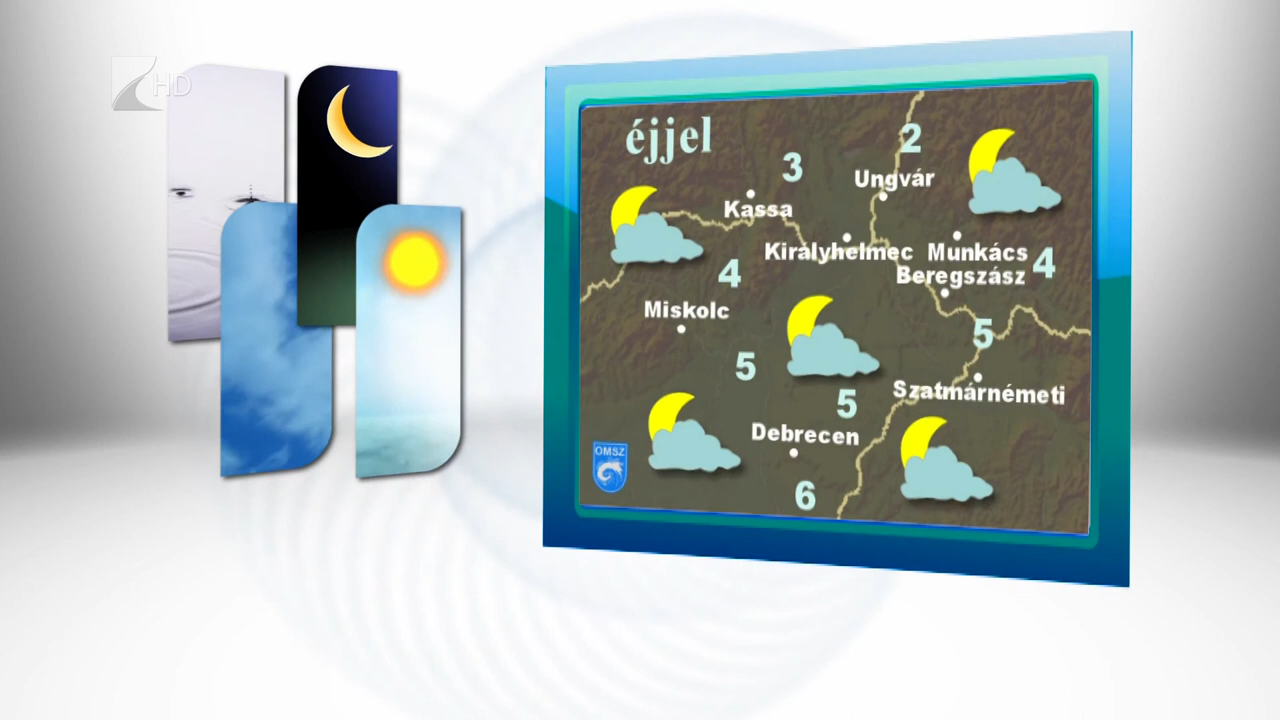 HD
éjjel
2
3
Ungvár
Kassa
Királyhelmec
Munkács
4
Beregszász
4
Miskolc
5
5
Szatmárnémeti
5
Debrecen
OMSZ
6